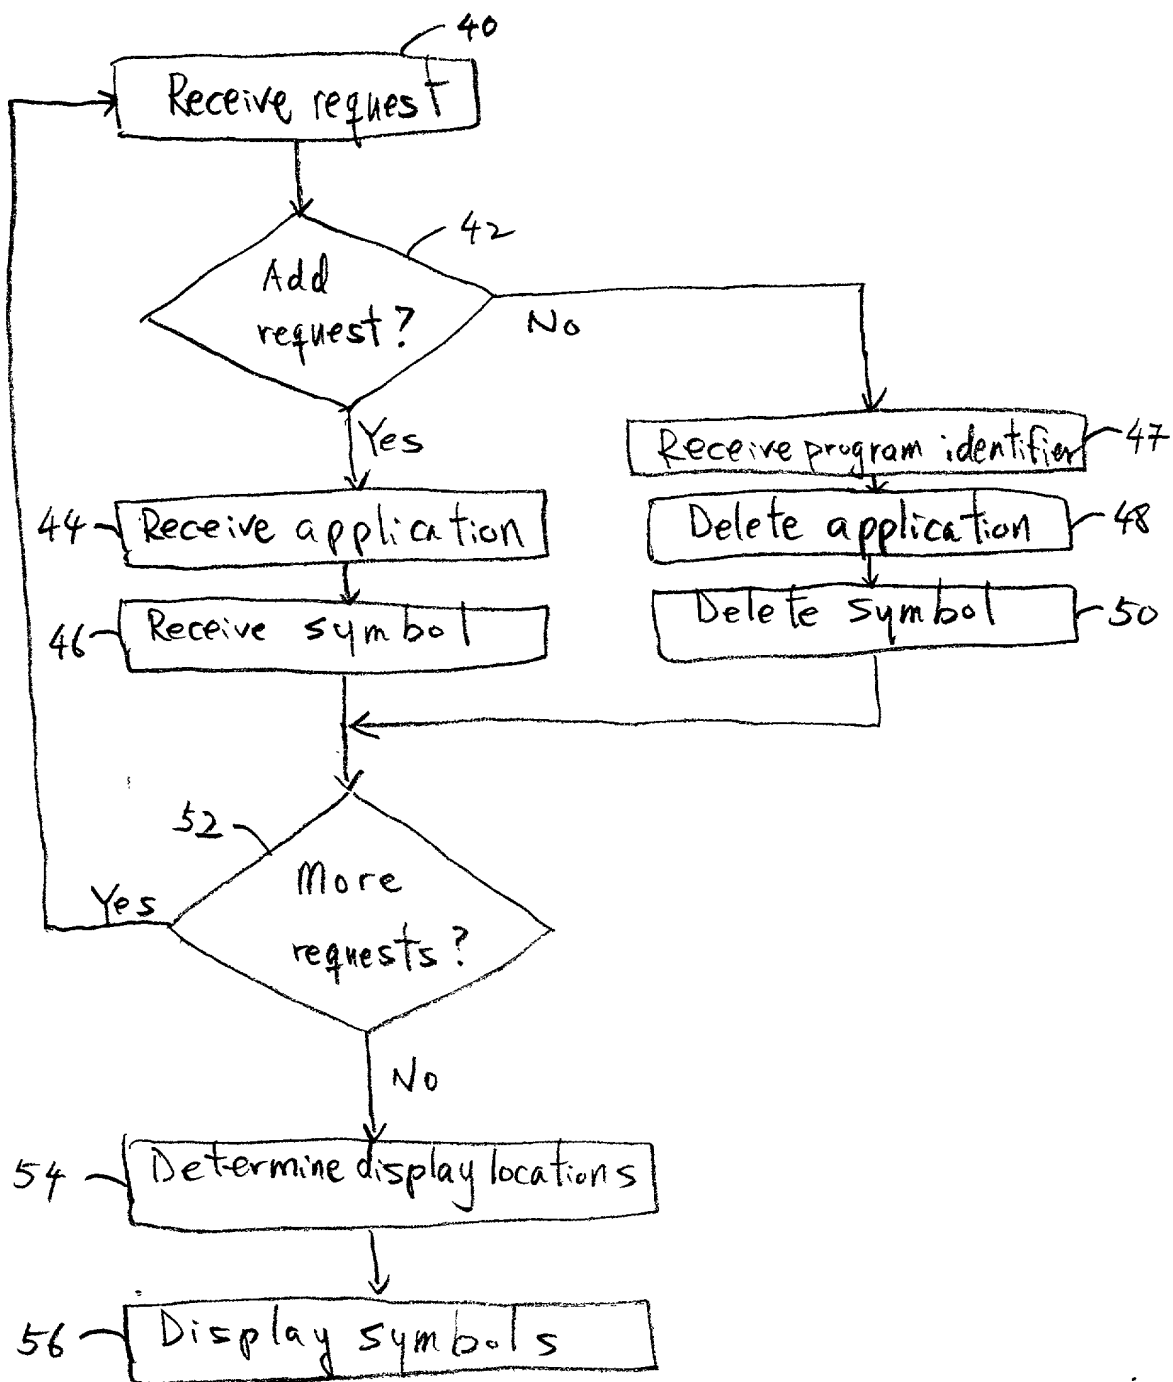 40
Receive request
42
Add
request?
No
Yes
Receive program identifier
47
44
Receive application
Delete application
48
46
Receive symbol
Delete symbol
50
52
More
requests?
Yes
No
54
Determine display locations
56
Display symbols